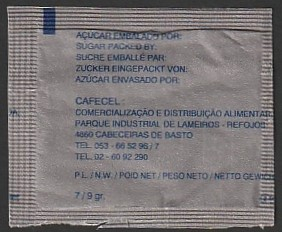 AÇUCAR EMBALADO POR:
SUGAR PACKED BY:
SUCRE EMBALLÉ PAR:
ZUCKER EINGEPACKT VON:
AZÚCAR ENVASADO POR:
CAFECEL:
COMERCIALIZAÇÃO E DISTRIBUIÇÃO ALIMENTAR
PARQUE INDUSTRIAL DE LAMEIROS - REFOJOS
4860 CABECEIRAS DE BASTO
TEL. 053 - 66 52 96 / 7
TEL. 02 - 60 92 290
P.L. / N.W. / POID NET / PESO NETO / NETTO GEWICH
7 / 9 gr.